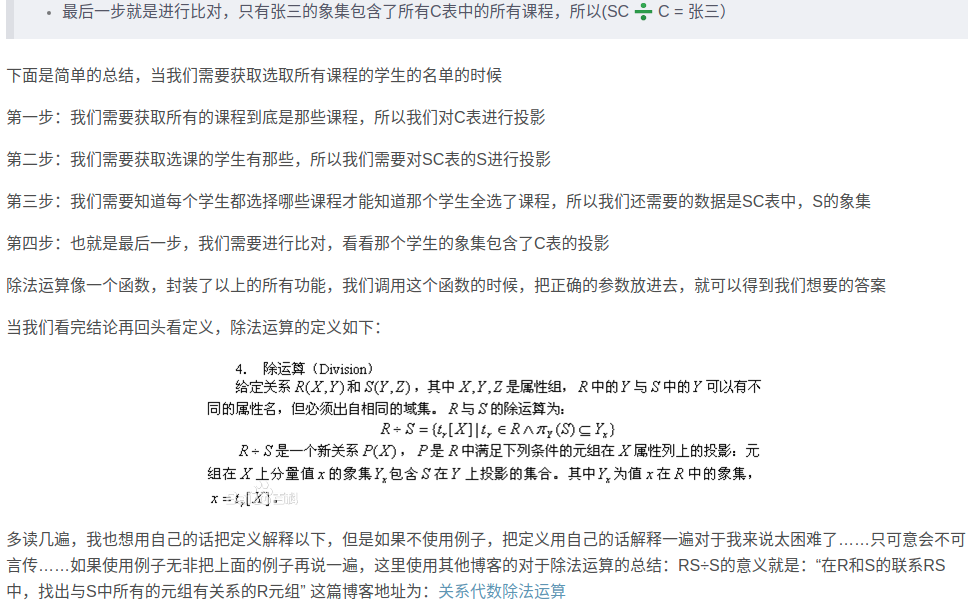 最后一步就是进行比对，只有张三的象集包含了所有C表中的所有课程，所以(SC ➗ C = 张三）
下面是简单的总结，当我们需要获取选取所有课程的学生的名单的时候
第一步：我们需要获取所有的课程到底是那些课程，所以我们对C表进行投影
第二步：我们需要获取选课的学生有那些，所以我们需要对SC表的S进行投影
第三步：我们需要知道每个学生都选择哪些课程才能知道那个学生全选了课程，所以我们还需要的数据是SC表中，S的象集
第四步：也就是最后一步，我们需要进行比对，看看那个学生的象集包含了C表的投影
除法运算像一个函数，封装了以上的所有功能，我们调用这个函数的时候，把正确的参数放进去，就可以得到我们想要的答案
当我们看完结论再回头看定义，除法运算的定义如下：
4． 除运算（Division）
给定关系 R(X,Y) 和 S(Y,Z)，其中 X,Y,Z 是属性组， R 中的 Y 与 S 中的 Y 可以有不
同的属性名，但必须出自相同的域集。 R 与 S 的除运算为：
R÷S={tᵣ[X]|tᵣ∈R∧πY(S)⊆Yₓ}
R÷S 是一个新关系 P(X)， P 是 R 中满足下列条件的元组在 X 属性列上的投影：元
组在 X 上分量值 x 的象集 Yₓ 包含 S 在 Y 上投影的集合。其中 Yₓ 为值 x 在 R 中的象集，
x=tᵣ[X]。
多读几遍，我也想用自己的话把定义解释以下，但是如果不使用例子，把定义用自己的话解释一遍对于我来说太困难了……只可意会不可
言传……如果使用例子无非把上面的例子再说一遍，这里使用其他博客的对于除法运算的总结：RS÷S的意义就是：“在R和S的联系RS
中，找出与S中所有的元组有关系的R元组” 这篇博客地址为：关系代数除法运算